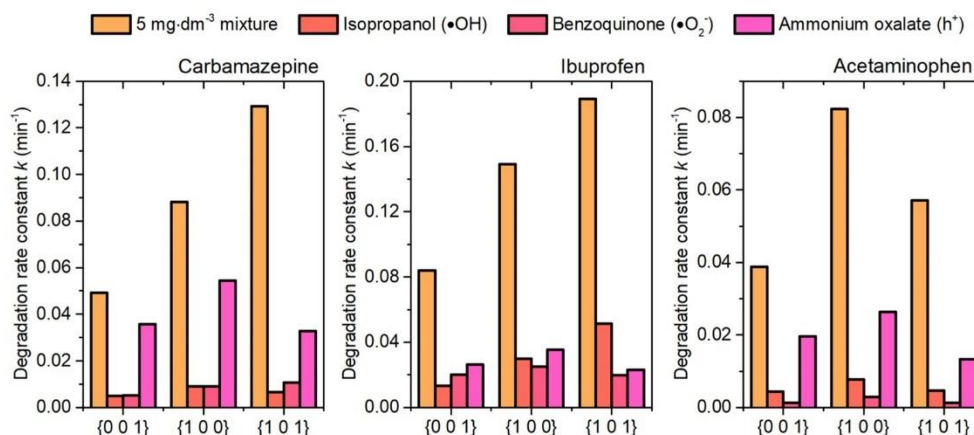 5 mg·dm⁻³ mixture Isopropanol (•OH) Benzoquinone (•O₂⁻) Ammonium oxalate (h⁺)
Carbamazepine
Degradation rate constant k (min⁻¹)
0.14
0.12
0.10
0.08
0.06
0.04
0.02
0.00
{0 0 1} {1 0 0} {1 0 1}
Ibuprofen
Degradation rate constant k (min⁻¹)
0.20
0.16
0.12
0.08
0.04
0.00
{0 0 1} {1 0 0} {1 0 1}
Acetaminophen
Degradation rate constant k (min⁻¹)
0.08
0.06
0.04
0.02
0.00
{0 0 1} {1 0 0} {1 0 1}